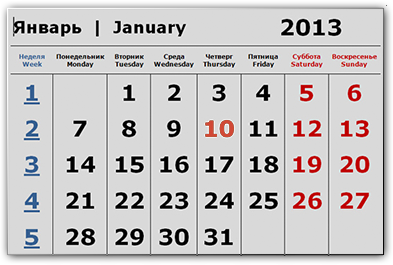 Январь | January 2013
Неделя Понедельник Вторник Среда Четверг Пятница Суббота Воскресенье
Week Monday Tuesday Wednesday Thursday Friday Saturday Sunday
1 1 2 3 4 5 6
2 7 8 9 10 11 12 13
3 14 15 16 17 18 19 20
4 21 22 23 24 25 26 27
5 28 29 30 31